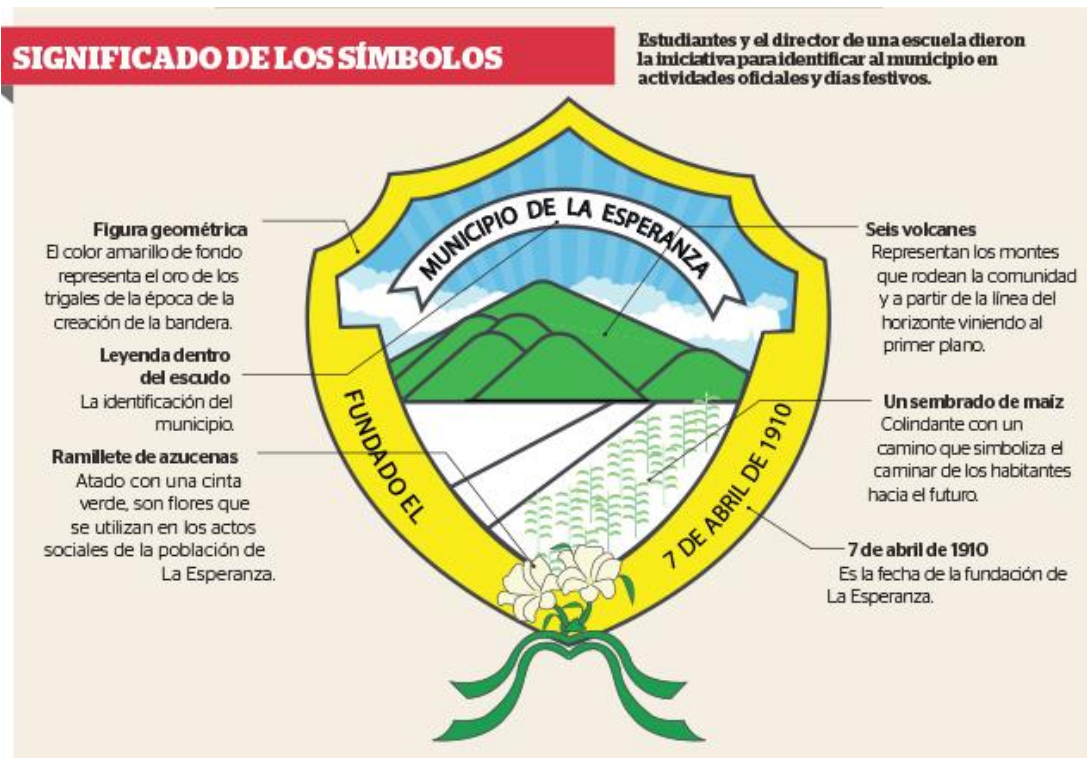 SIGNIFICADO DE LOS SÍMBOLOS
Estudiantes y el director de una escuela dieron
la iniciativa para identificar al municipio en
actividades oficiales y días festivos.
Figura geométrica
El color amarillo de fondo
representa el oro de los
trigales de la época de la
creación de la bandera.
Leyenda dentro
del escudo
La identificación del
municipio.
Ramillete de azucenas
Atado con una cinta
verde, son flores que
se utilizan en los actos
sociales de la población de
La Esperanza.
MUNICIPIO DE LA ESPERANZA
FUNDADO EL
7 DE ABRIL DE 1910
Seis volcanes
Representan los montes
que rodean la comunidad
y a partir de la línea del
horizonte viniendo al
primer plano.
Un sembrado de maíz
Colindante con un
camino que simboliza el
caminar de los habitantes
hacia el futuro.
7 de abril de 1910
Es la fecha de la fundación de
La Esperanza.